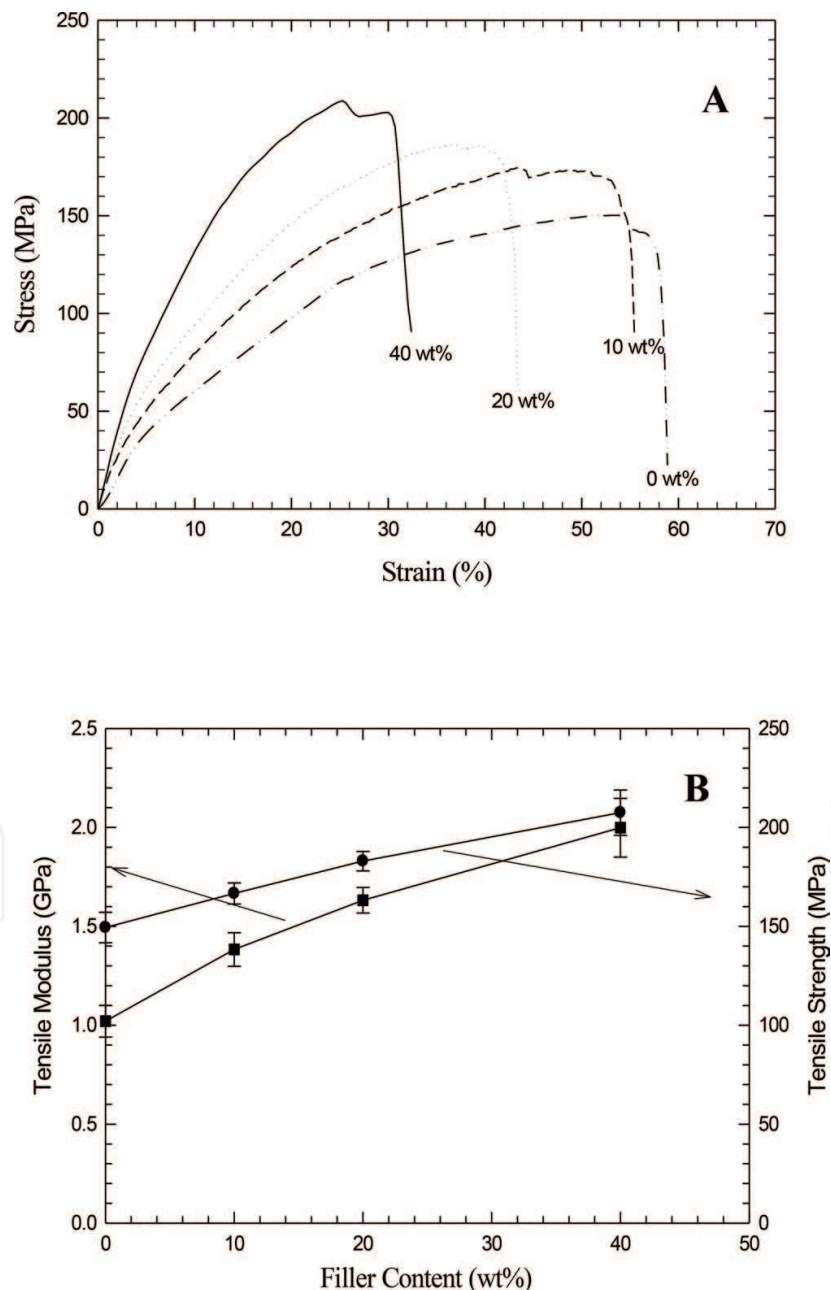 250
A
200
150
100
50
0
Stress (MPa)
40 wt%
20 wt%
10 wt%
0 wt%
0 10 20 30 40 50 60 70
Strain (%)
2.5 250
B
2.0 200
1.5 150
1.0 100
0.5 50
0.0 0
Tensile Modulus (GPa)
Tensile Strength (MPa)
0 10 20 30 40 50
Filler Content (wt%)